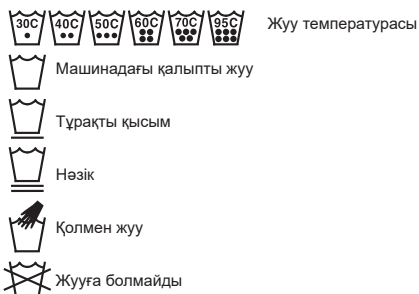 30C 40C 50C 60C 70C 95C Жуу температурасы
Машинадағы қалыпты жуу
Тұрақты қысым
Нәзік
Қолмен жуу
Жууға болмайды